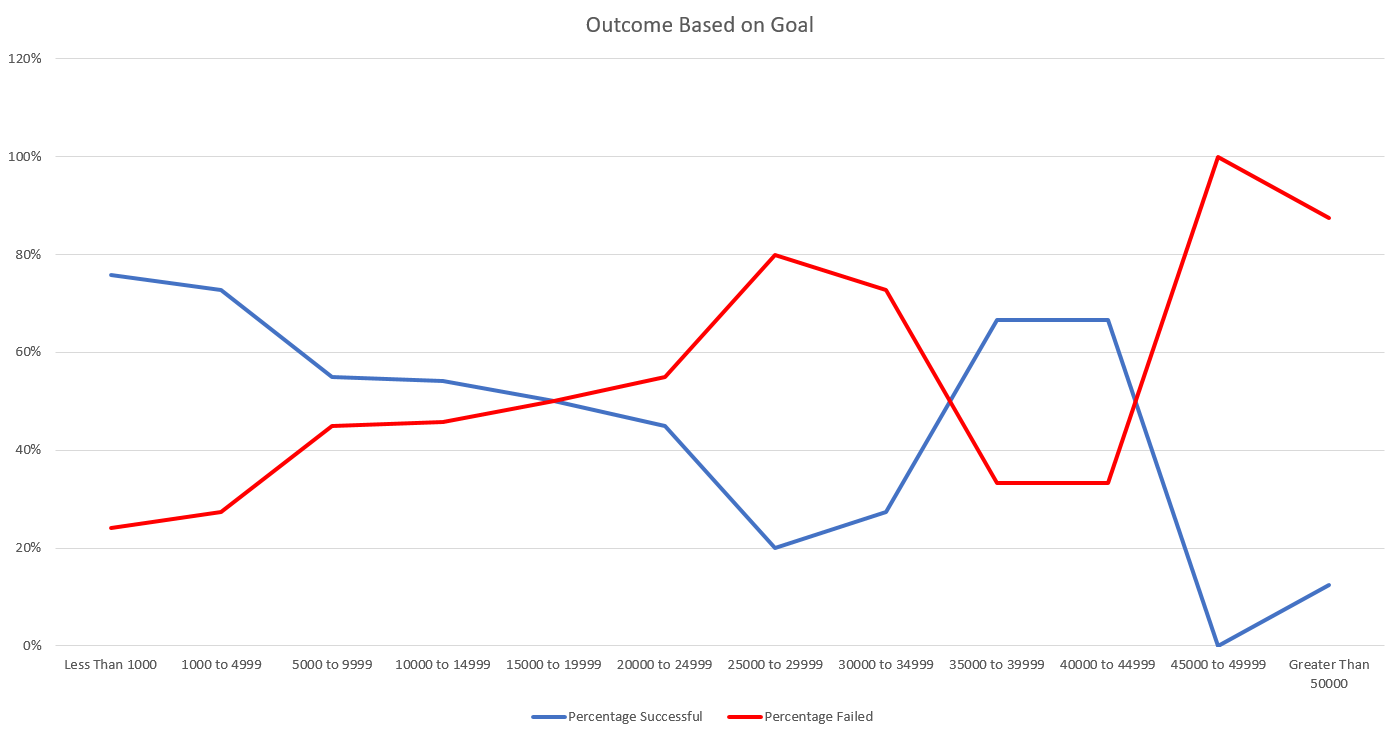 Outcome Based on Goal
120%
100%
80%
60%
40%
20%
0%
Less Than 1000
1000 to 4999
5000 to 9999
10000 to 14999
15000 to 19999
20000 to 24999
25000 to 29999
30000 to 34999
35000 to 39999
40000 to 44999
45000 to 49999
Greater Than
50000
Percentage Successful
Percentage Failed